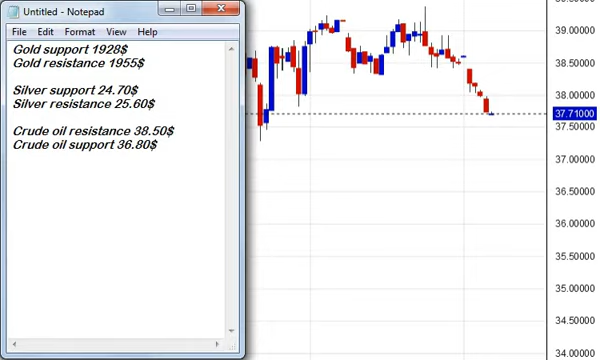 Untitled - Notepad
File Edit Format View Help
Gold support 1928$
Gold resistance 1955$
Silver support 24.70$
Silver resistance 25.60$
Crude oil resistance 38.50$
Crude oil support 36.80$
39.00000
38.50000
38.00000
37.71000
37.50000
37.00000
36.50000
36.00000
35.50000
35.00000
34.50000
34.00000